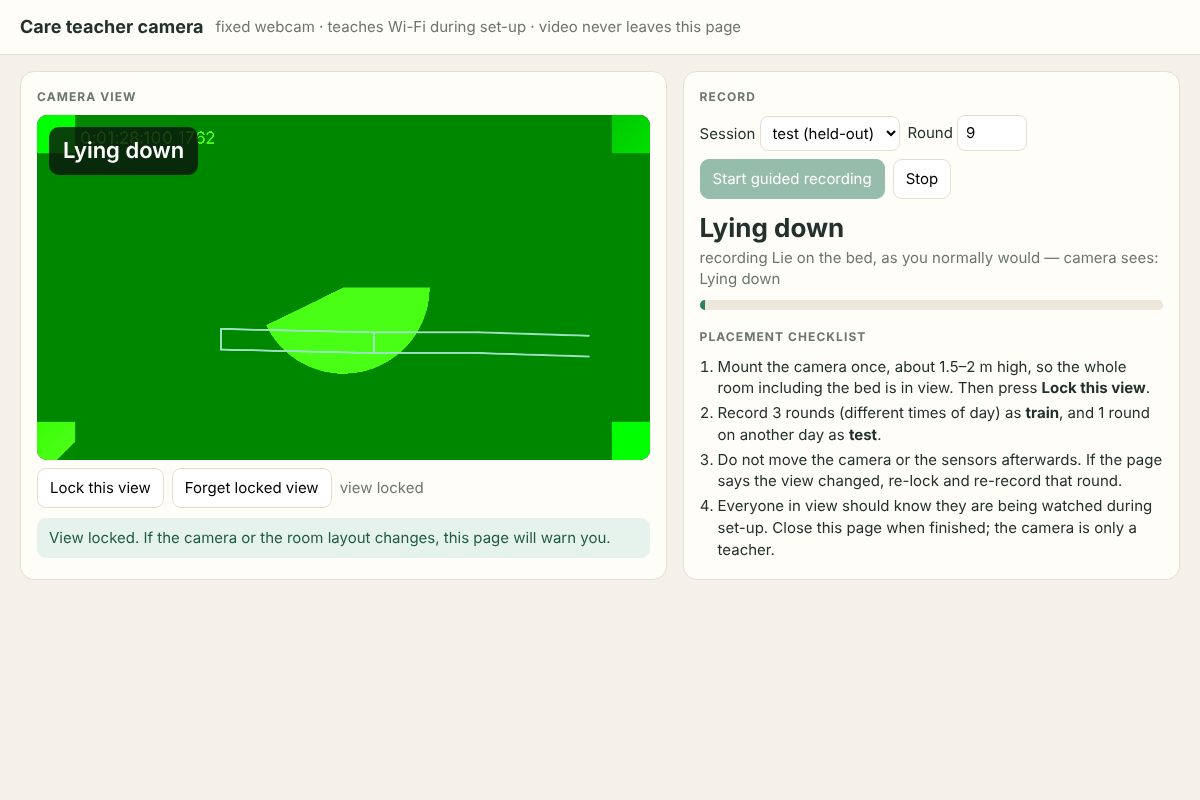 Care teacher camera fixed webcam · teaches Wi-Fi during set-up · video never leaves this page
CAMERA VIEW
0:01:28:100 1762
Lying down
Lock this view
Forget locked view
view locked
View locked. If the camera or the room layout changes, this page will warn you.
RECORD
Session test (held-out) Round 9
Start guided recording
Stop
Lying down
recording Lie on the bed, as you normally would — camera sees:
Lying down
PLACEMENT CHECKLIST
1. Mount the camera once, about 1.5–2 m high, so the whole
room including the bed is in view. Then press Lock this view.
2. Record 3 rounds (different times of day) as train, and 1 round
on another day as test.
3. Do not move the camera or the sensors afterwards. If the page
says the view changed, re-lock and re-record that round.
4. Everyone in view should know they are being watched during
set-up. Close this page when finished; the camera is only a
teacher.